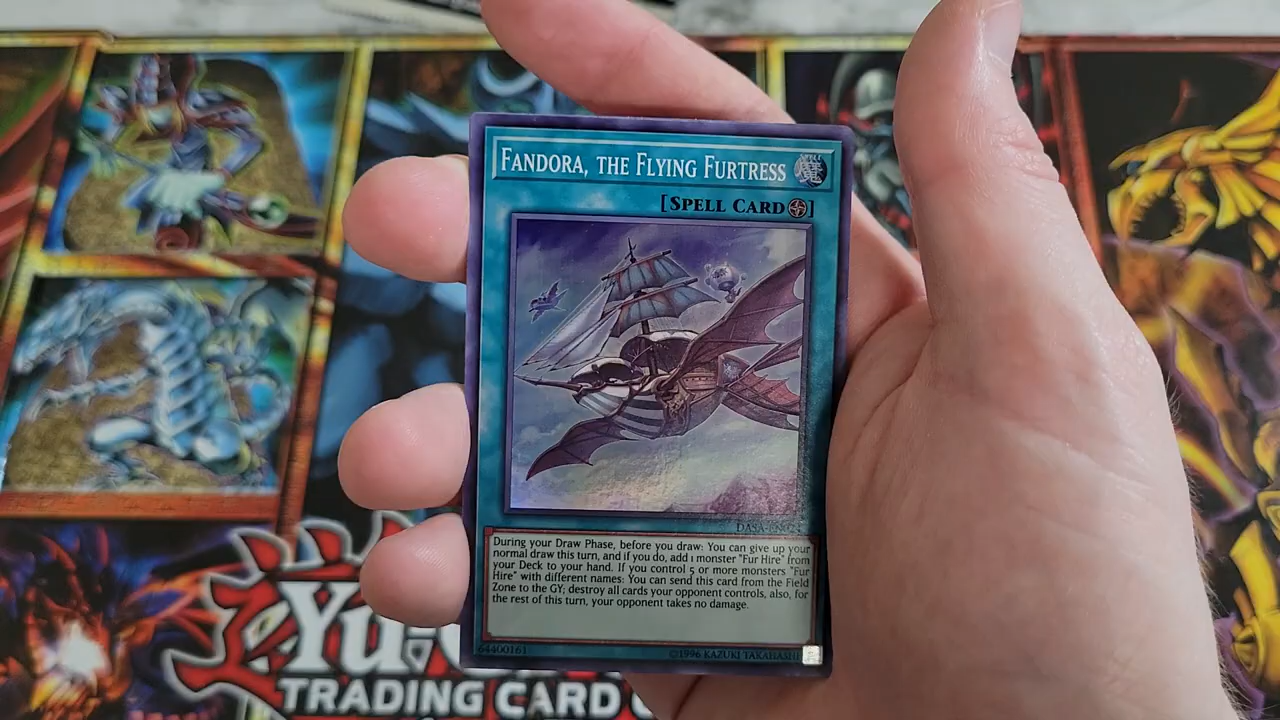 FANDORA, THE FLYING FURTRESS
[SPELL CARD]
During your Draw Phase, before you draw: You can give up your
normal draw this turn, and if you do, add 1 monster "Fur Hire" from
your Deck to your hand. If you control 5 or more monsters "Fur
Hire" with different names: You can send this card from the Field
Zone to the GY; destroy all cards your opponent controls, also, for
the rest of this turn, your opponent takes no damage.
64400161
©1996 KAZUKI TAKAHASHI
TRADING CARD